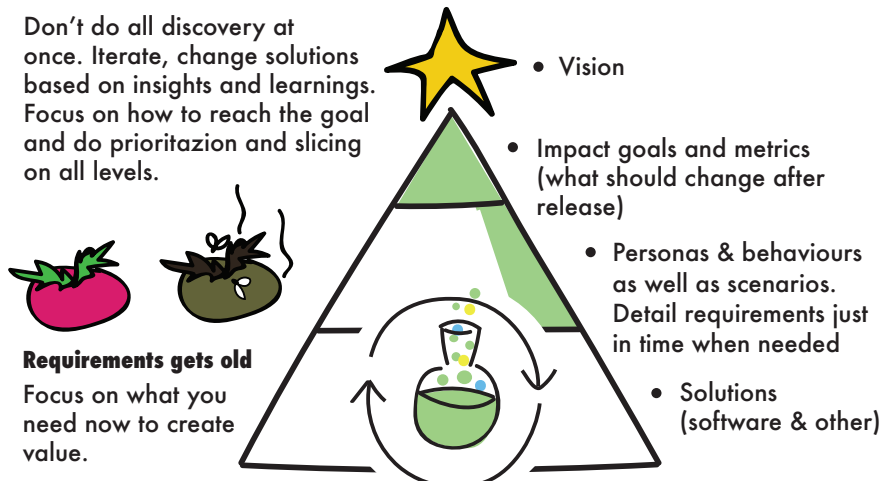 Don't do all discovery at
once. Iterate, change solutions
based on insights and learnings.
Focus on how to reach the goal
and do prioritazion and slicing
on all levels.
• Vision
• Impact goals and metrics
(what should change after
release)
• Personas & behaviours
as well as scenarios.
Detail requirements just
in time when needed
Requirements gets old
Focus on what you
need now to create
value.
• Solutions
(software & other)